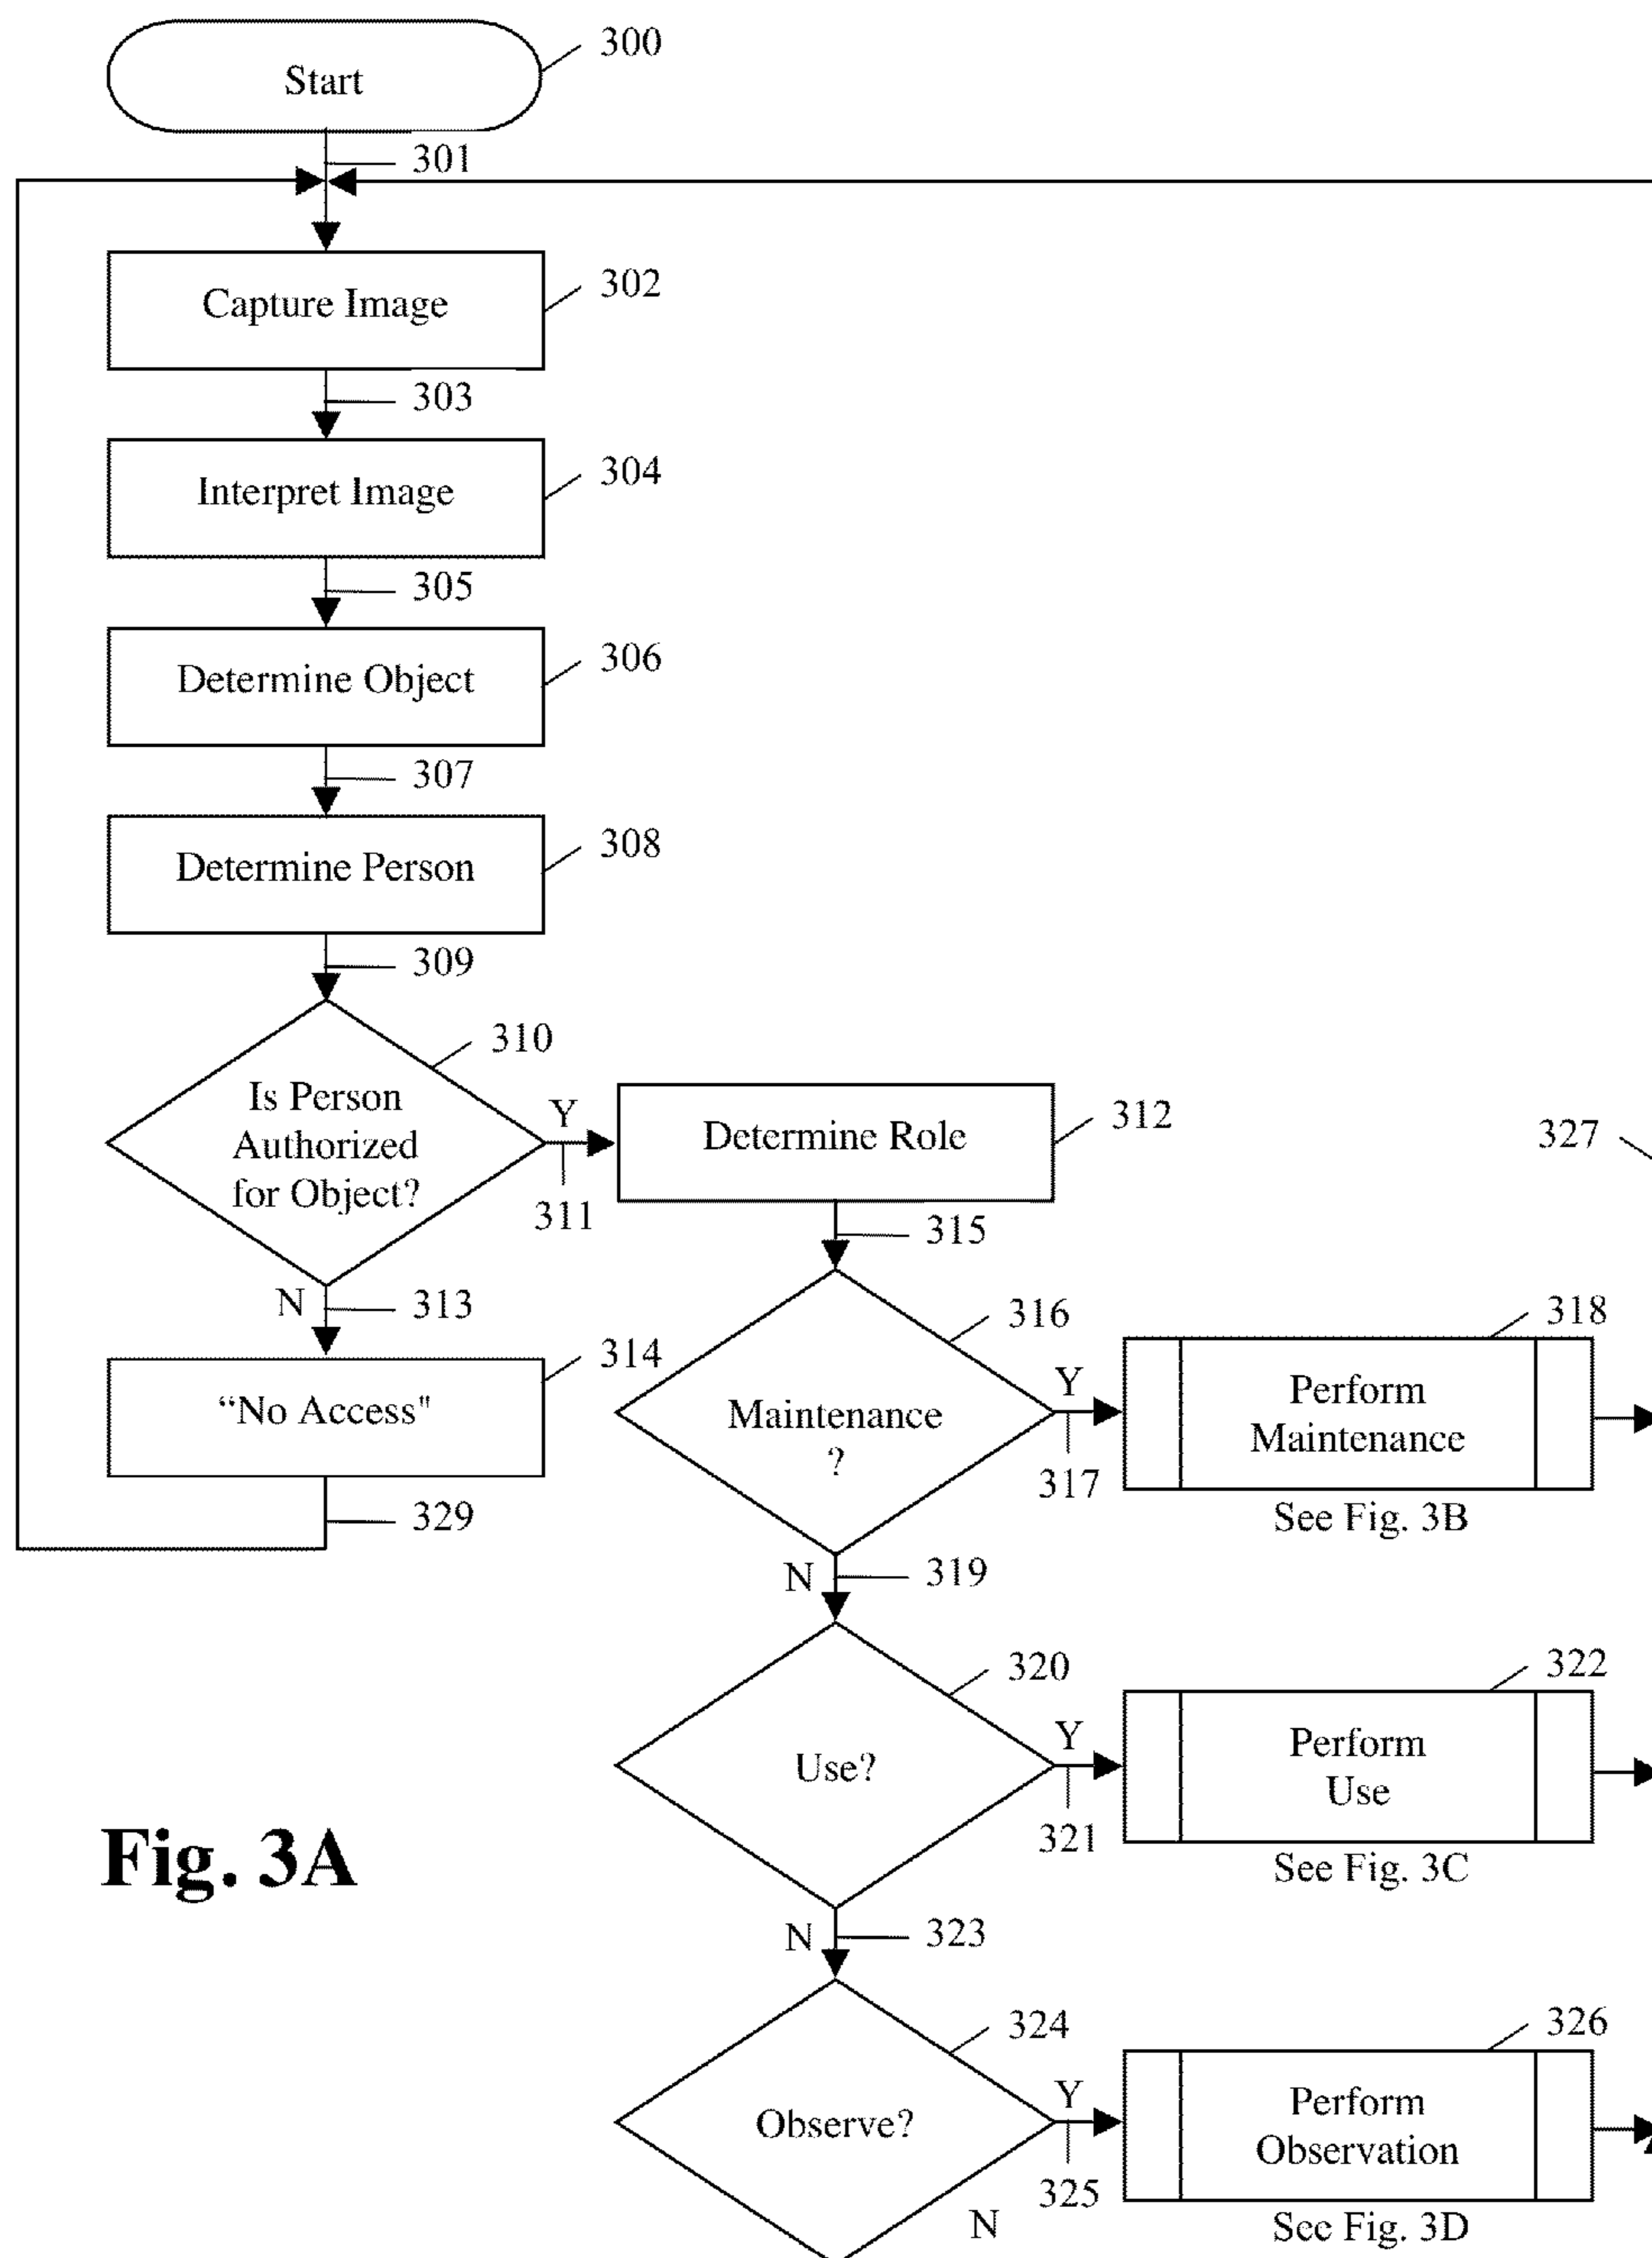 Start
300
301
Capture Image
302
303
Interpret Image
304
305
Determine Object
306
307
Determine Person
308
309
Is Person
Authorized
for Object?
310
Y
311
Determine Role
312
327
N
313
315
"No Access"
314
329
Maintenance
?
316
Y
317
Perform
Maintenance
318
See Fig. 3B
N
319
Use?
320
Y
321
Perform
Use
322
See Fig. 3C
Fig. 3A
N
323
Observe?
324
Y
325
Perform
Observation
326
See Fig. 3D
N